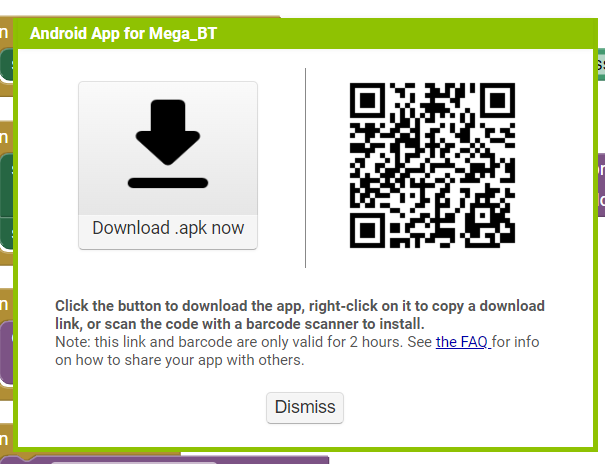 Android App for Mega_BT
Download .apk now
Click the button to download the app, right-click on it to copy a download
link, or scan the code with a barcode scanner to install.
Note: this link and barcode are only valid for 2 hours. See the FAQ for info
on how to share your app with others.
Dismiss